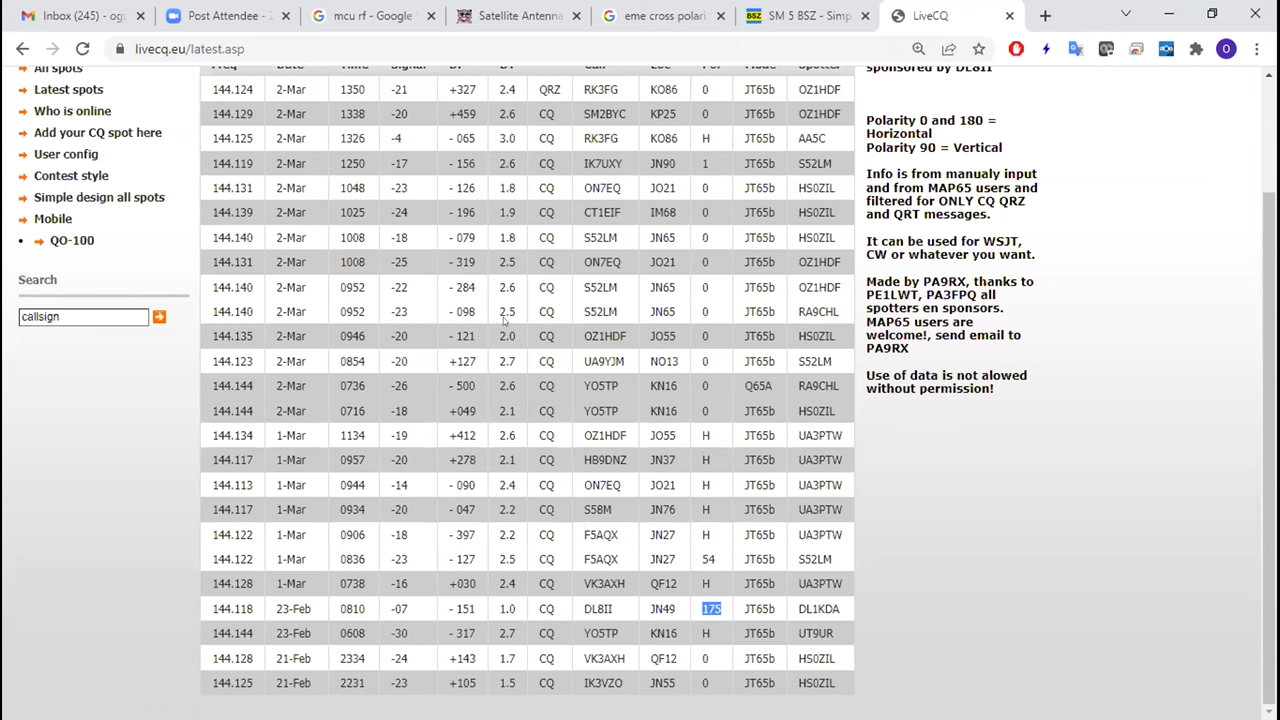 Inbox (245) - og
Post Attendee - Z
mcu rf - Google
Satellite Antenna
eme cross polari
BSZ
SM 5 BSZ - Simp
LiveCQ
livecq.eu/latest.asp
O
All spots
Latest spots
Who is online
Add your CQ spot here
User config
Contest style
Simple design all spots
Mobile
QO-100
Search
callsign
Freq Date Time Signal DF DT Call Loc Pol Mode Spotter
144.124 2-Mar 1350 -21 +327 2.4 QRZ RK3FG KO86 0 JT65b OZ1HDF
144.129 2-Mar 1338 -20 +459 2.6 CQ SM2BYC KP25 0 JT65b OZ1HDF
144.125 2-Mar 1326 -4 - 065 3.0 CQ RK3FG KO86 H JT65b AA5C
144.119 2-Mar 1250 -17 - 156 2.6 CQ IK7UXY JN90 1 JT65b S52LM
144.131 2-Mar 1048 -23 - 126 1.8 CQ ON7EQ JO21 0 JT65b HS0ZIL
144.139 2-Mar 1025 -24 - 196 1.9 CQ CT1EIF IM68 0 JT65b HS0ZIL
144.140 2-Mar 1008 -18 - 079 1.8 CQ S52LM JN65 0 JT65b HS0ZIL
144.131 2-Mar 1008 -25 - 319 2.5 CQ ON7EQ JO21 0 JT65b OZ1HDF
144.140 2-Mar 0952 -22 - 284 2.6 CQ S52LM JN65 0 JT65b OZ1HDF
144.140 2-Mar 0952 -23 - 098 2.5 CQ S52LM JN65 0 JT65b RA9CHL
144.135 2-Mar 0946 -20 - 121 2.0 CQ OZ1HDF JO55 0 JT65b HS0ZIL
144.123 2-Mar 0854 -20 +127 2.7 CQ UA9YJM NO13 0 JT65b S52LM
144.144 2-Mar 0736 -26 - 500 2.6 CQ YO5TP KN16 0 Q65A RA9CHL
144.144 2-Mar 0716 -18 +049 2.1 CQ YO5TP KN16 0 JT65b HS0ZIL
144.134 1-Mar 1134 -19 +412 2.6 CQ OZ1HDF JO55 H JT65b UA3PTW
144.117 1-Mar 0957 -20 +278 2.1 CQ HB9DNZ JN37 H JT65b UA3PTW
144.113 1-Mar 0944 -14 - 090 2.4 CQ ON7EQ JO21 H JT65b UA3PTW
144.117 1-Mar 0934 -20 - 047 2.2 CQ S58M JN76 H JT65b UA3PTW
144.122 1-Mar 0906 -18 - 397 2.2 CQ F5AQX JN27 H JT65b UA3PTW
144.122 1-Mar 0836 -23 - 127 2.5 CQ F5AQX JN27 54 JT65b S52LM
144.128 1-Mar 0738 -16 +030 2.4 CQ VK3AXH QF12 H JT65b UA3PTW
144.118 23-Feb 0810 -07 - 151 1.0 CQ DL8II JN49 175 JT65b DL1KDA
144.144 23-Feb 0608 -30 - 317 2.7 CQ YO5TP KN16 H JT65b UT9UR
144.128 21-Feb 2334 -24 +143 1.7 CQ VK3AXH QF12 0 JT65b HS0ZIL
144.125 21-Feb 2231 -23 +105 1.5 CQ IK3VZO JN55 0 JT65b HS0ZIL
sponsored by DL8II
Polarity 0 and 180 =
Horizontal
Polarity 90 = Vertical
Info is from manualy input
and from MAP65 users and
filtered for ONLY CQ QRZ
and QRT messages.
It can be used for WSJT,
CW or whatever you want.
Made by PA9RX, thanks to
PE1LWT, PA3FPQ all
spotters en sponsors.
MAP65 users are
welcome!, send email to
PA9RX
Use of data is not alowed
without permission!